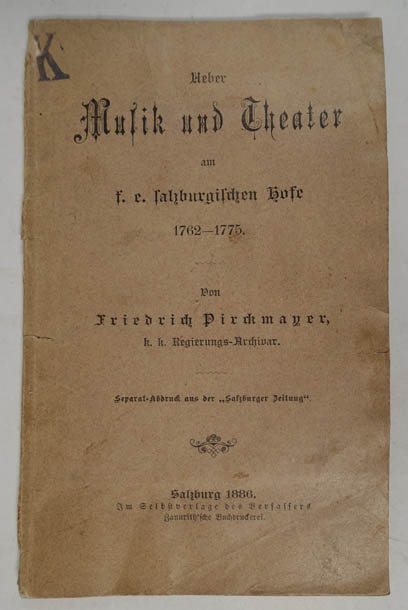 K
Ueber
Musik und Theater
am
f. e. salzburgischen Hofe
1762—1775.
Von
Friedrich Pirckmayer,
k. k. Regierungs-Archivar.
Separat-Abdruck aus der „Salzburger Zeitung“.
Salzburg 1886.
Im Selbstverlage des Verfassers
Zaunrith'sche Buchdruckerei.